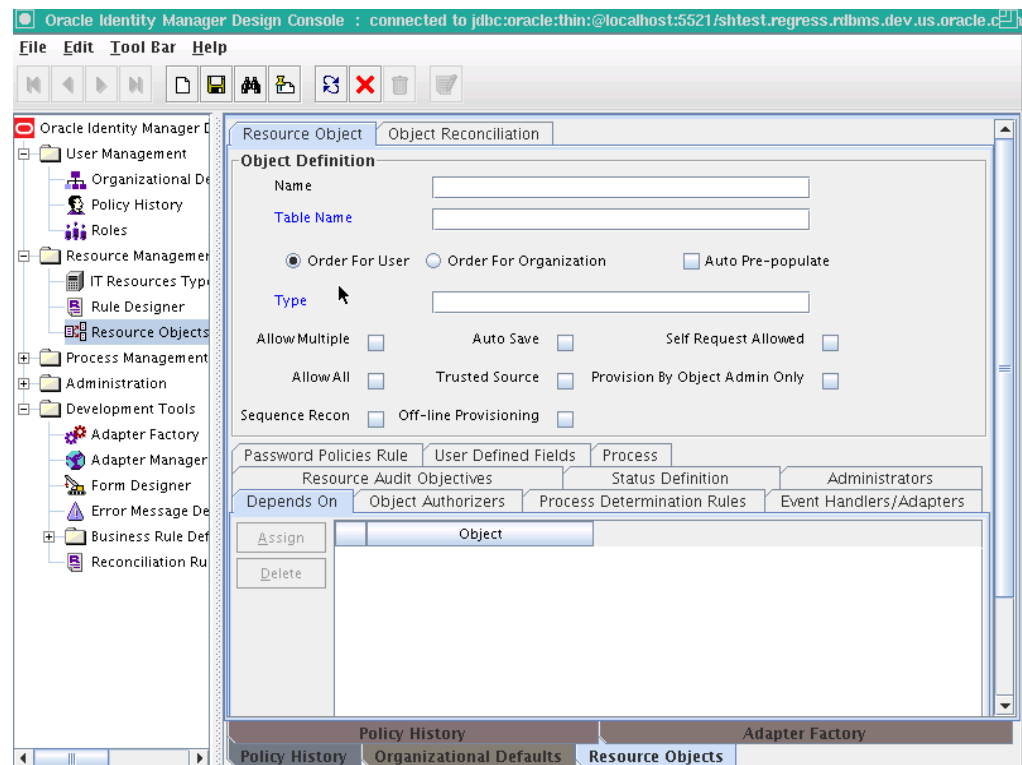 Oracle Identity Manager Design Console : connected to jdbc:oracle:thin:@localhost:5521/shtest.regress.rdbms.dev.us.oracle.c
File Edit Tool Bar Help
Oracle Identity Manager D
User Management
Organizational De
Policy History
Roles
Resource Managemen
IT Resources Type
Rule Designer
Resource Objects
Process Management
Administration
Development Tools
Adapter Factory
Adapter Manager
Form Designer
Error Message De
Business Rule Def
Reconciliation Ru
Resource Object Object Reconciliation
Object Definition
Name
Table Name
Order For User Order For Organization Auto Pre-populate
Type
Allow Multiple Auto Save Self Request Allowed
Allow All Trusted Source Provision By Object Admin Only
Sequence Recon Off-line Provisioning
Password Policies Rule User Defined Fields Process
Resource Audit Objectives Status Definition Administrators
Depends On Object Authorizers Process Determination Rules Event Handlers/Adapters
Assign Object
Delete
Policy History Adapter Factory
Policy History Organizational Defaults Resource Objects